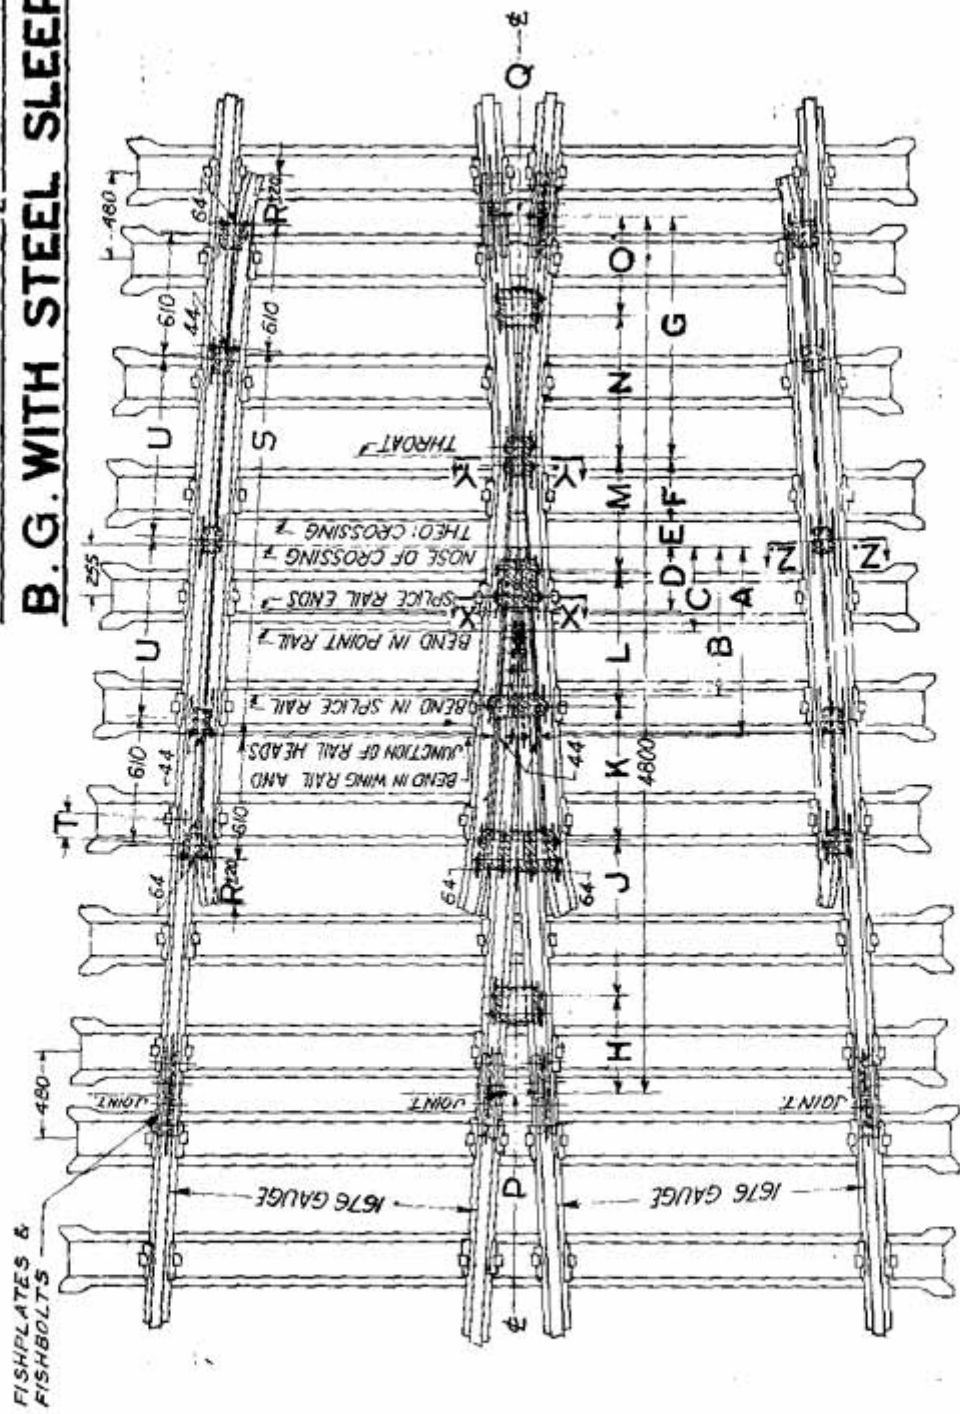 B. G. WITH STEEL SLEEP
FISHPLATES &
FISHBOLTS
480
JOINT
T
610
44
64
R
120
610
U
S
U
255
610
44
64
R
120
610
480
BEND IN WING RAIL AND
JUNCTION OF RAIL HEADS
BEND IN SPLICE RAIL
BEND IN POINT RAIL
SPLICE RAIL ENDS
NOSE OF CROSSING
THEO: CROSSING
THROAT
1676 GAUGE
JOINT
64
X
Y
℄
P
Q
℄
64
44
X
Y
H
J
K
L
M
N
O
4800
A
B
C
D
E
F
G
1676 GAUGE
JOINT
Z
Z